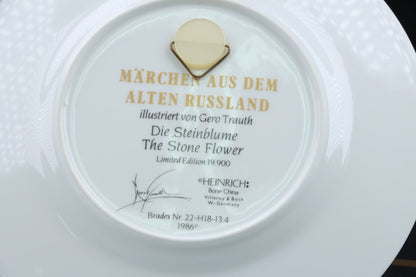 MÄRCHEN AUS DEM
ALTEN RUSSLAND
illustriert von Gero Trauth
Die Steinblume
The Stone Flower
Limited Edition 19.900
®HEINRICH:
Bone China
Villeroy & Boch
W.-Germany
Bradex Nr. 22-H18-13.4
1986©